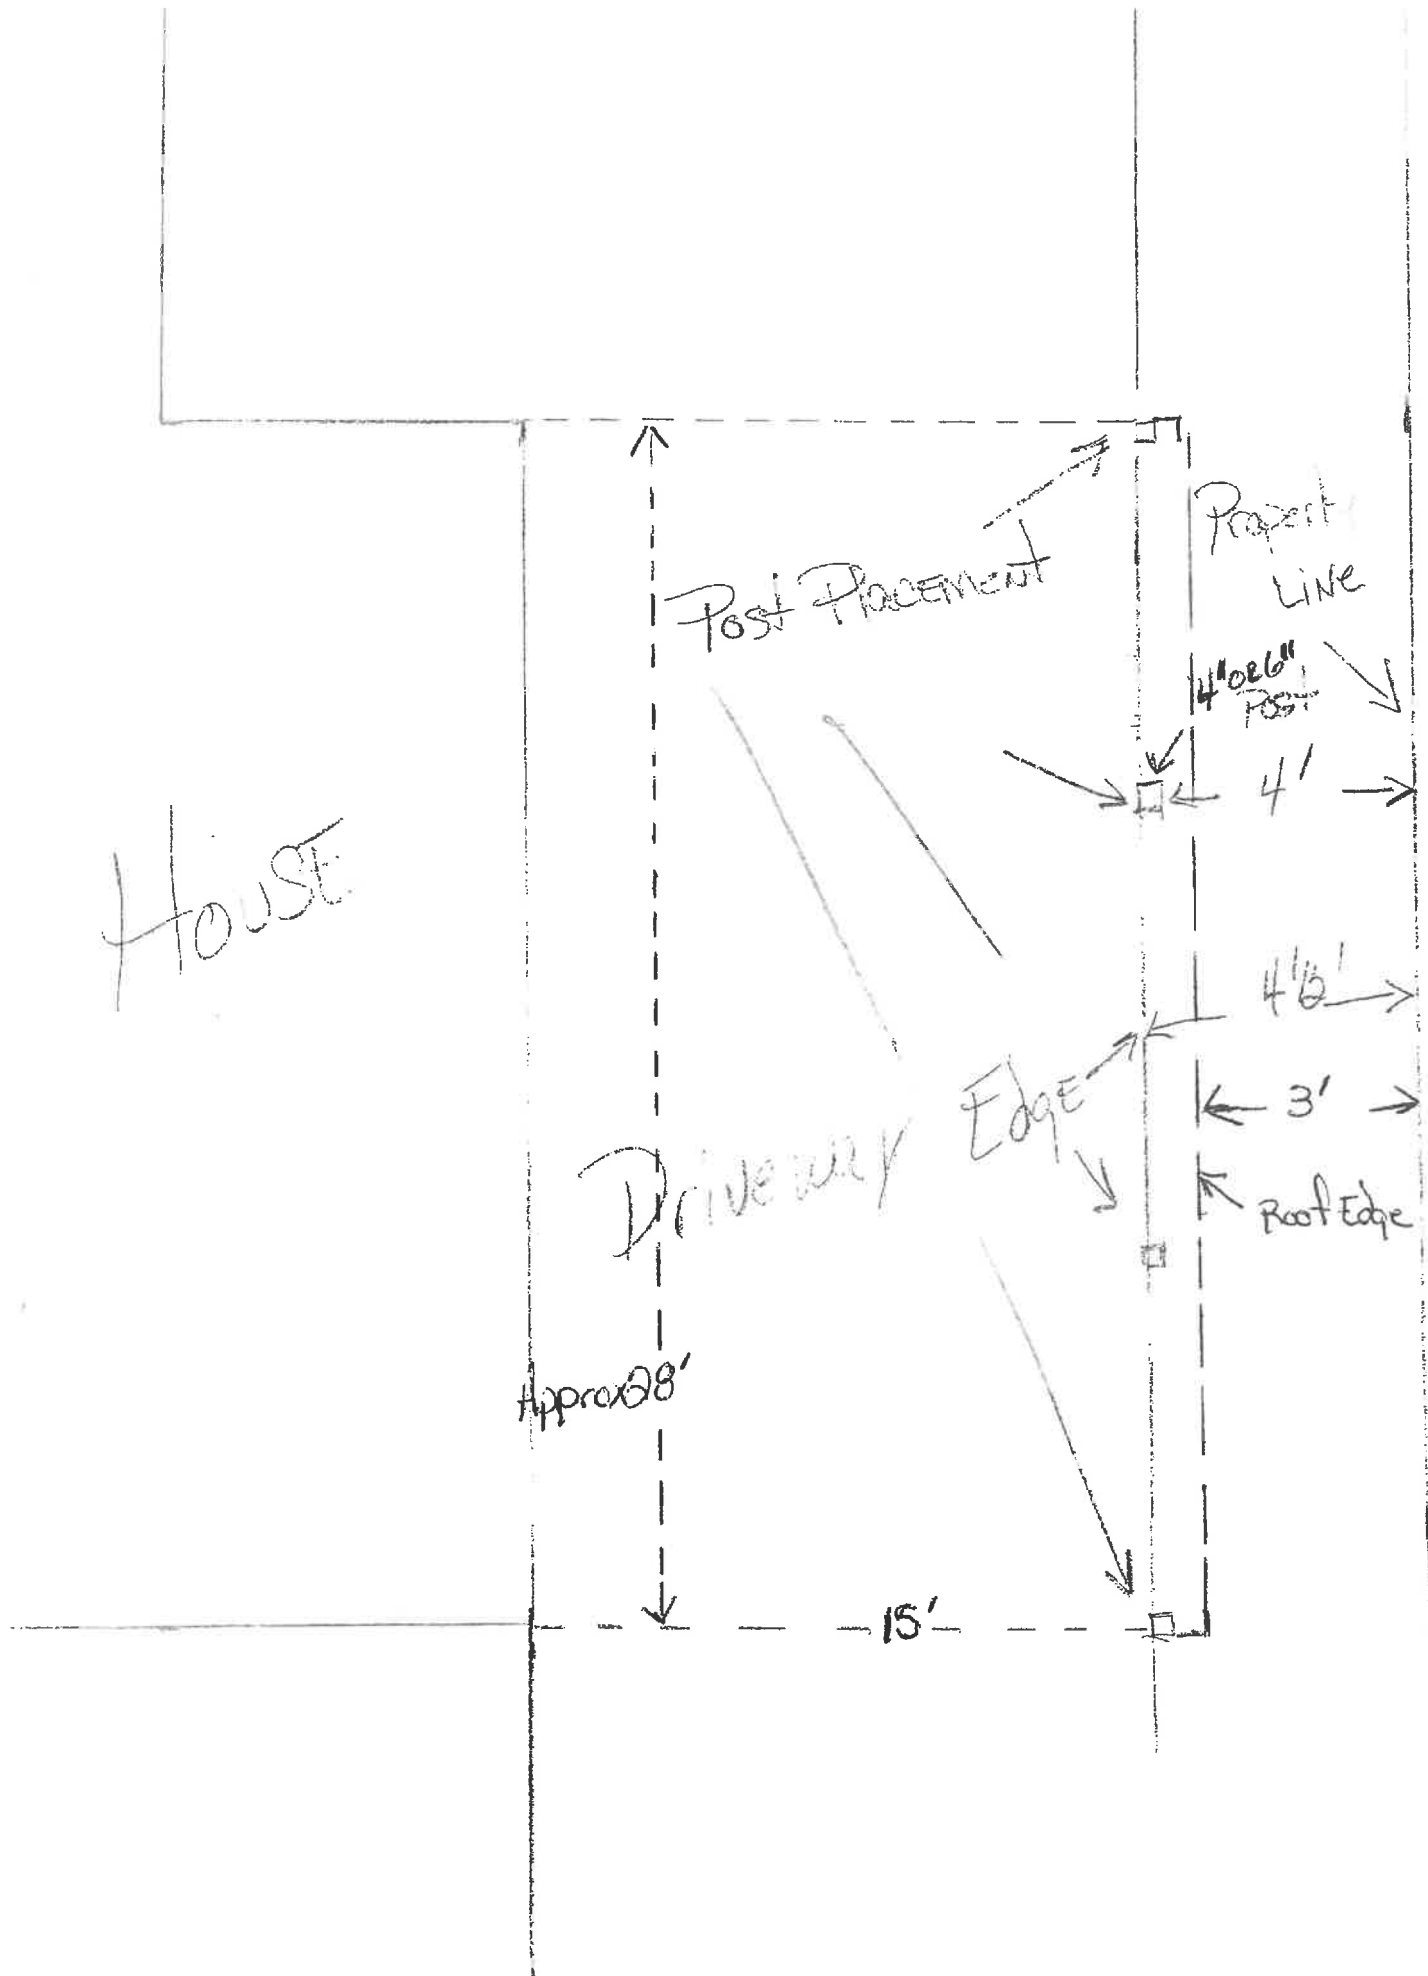 Property
Line
Post Placement
4" or 6"
Post
4'
House
4'6'
Driveway Edge
3'
Roof Edge
Approx 28'
15'